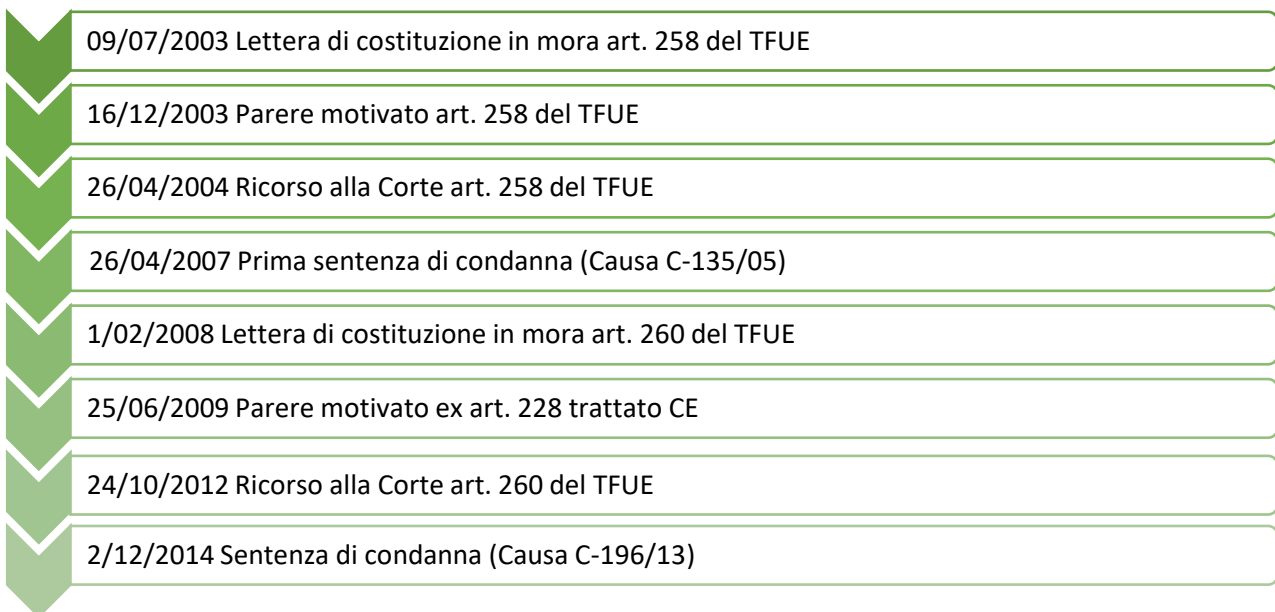 09/07/2003 Lettera di costituzione in mora art. 258 del TFUE
16/12/2003 Parere motivato art. 258 del TFUE
26/04/2004 Ricorso alla Corte art. 258 del TFUE
26/04/2007 Prima sentenza di condanna (Causa C-135/05)
1/02/2008 Lettera di costituzione in mora art. 260 del TFUE
25/06/2009 Parere motivato ex art. 228 trattato CE
24/10/2012 Ricorso alla Corte art. 260 del TFUE
2/12/2014 Sentenza di condanna (Causa C-196/13)